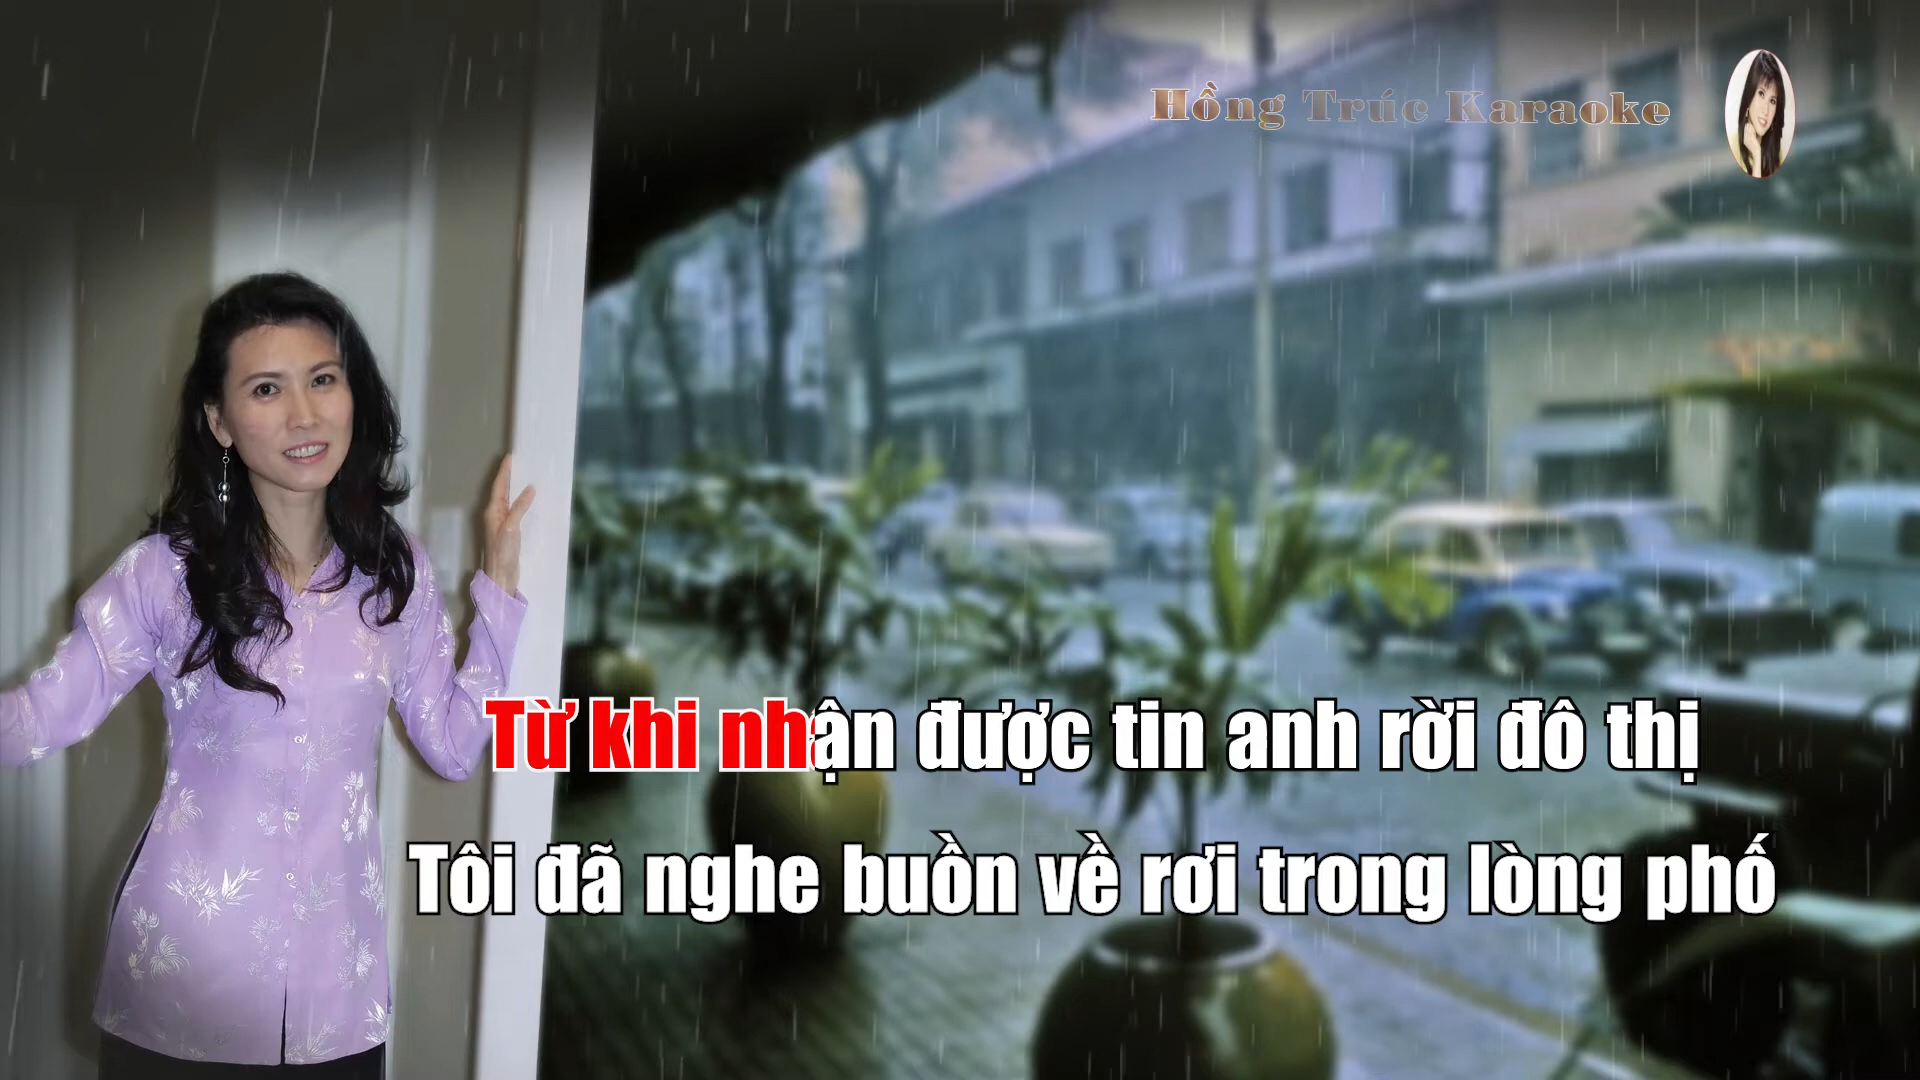 Hồng Trúc Karaoke
Từ khi nhận được tin anh rời đô thị
Tôi đã nghe buồn về rơi trong lòng phố